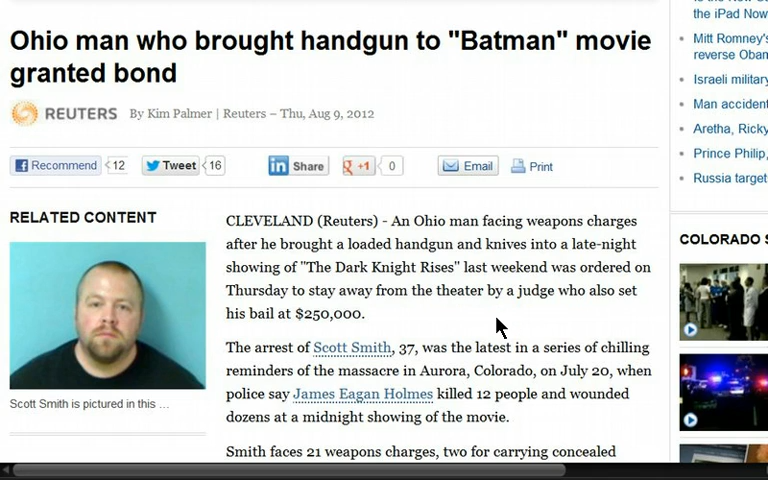 Ohio man who brought handgun to "Batman" movie
granted bond
REUTERS By Kim Palmer | Reuters – Thu, Aug 9, 2012
Recommend 12 Tweet 16 in Share g +1 0 Email Print
RELATED CONTENT
Scott Smith is pictured in this ...
CLEVELAND (Reuters) - An Ohio man facing weapons charges
after he brought a loaded handgun and knives into a late-night
showing of "The Dark Knight Rises" last weekend was ordered on
Thursday to stay away from the theater by a judge who also set
his bail at $250,000.
The arrest of Scott Smith, 37, was the latest in a series of chilling
reminders of the massacre in Aurora, Colorado, on July 20, when
police say James Eagan Holmes killed 12 people and wounded
dozens at a midnight showing of the movie.
Smith faces 21 weapons charges, two for carrying concealed
the iPad Now
Mitt Romney's
reverse Oban
Israeli military
Man accident
Aretha, Ricky
Prince Philip,
Russia target
COLORADO S